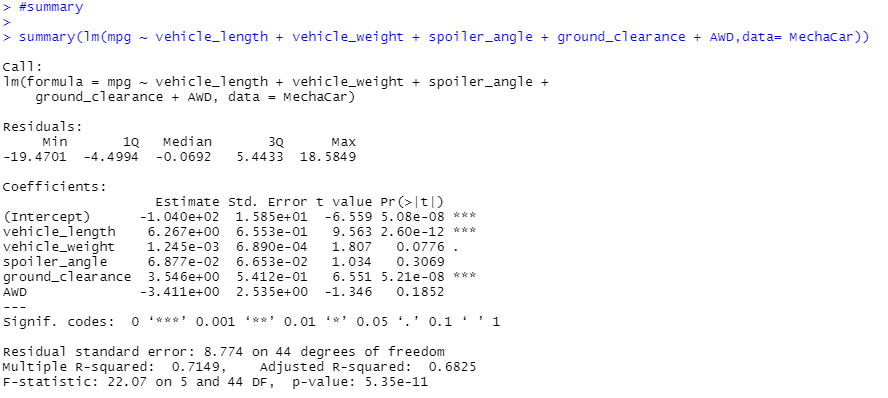 > #summary
>
> summary(lm(mpg ~ vehicle_length + vehicle_weight + spoiler_angle + ground_clearance + AWD,data= MechaCar))
Call:
lm(formula = mpg ~ vehicle_length + vehicle_weight + spoiler_angle +
    ground_clearance + AWD, data = MechaCar)
Residuals:
     Min       1Q   Median       3Q      Max
-19.4701  -4.4994  -0.0692   5.4433  18.5849
Coefficients:
                   Estimate Std. Error t value Pr(>|t|)
(Intercept)      -1.040e+02  1.585e+01  -6.559 5.08e-08 ***
vehicle_length    6.267e+00  6.553e-01   9.563 2.60e-12 ***
vehicle_weight    1.245e-03  6.890e-04   1.807   0.0776 .
spoiler_angle     6.877e-02  6.653e-02   1.034   0.3069
ground_clearance  3.546e+00  5.412e-01   6.551 5.21e-08 ***
AWD              -3.411e+00  2.535e+00  -1.346   0.1852
---
Signif. codes:  0 ‘***’ 0.001 ‘**’ 0.01 ‘*’ 0.05 ‘.’ 0.1 ‘ ’ 1
Residual standard error: 8.774 on 44 degrees of freedom
Multiple R-squared:  0.7149,	Adjusted R-squared:  0.6825
F-statistic: 22.07 on 5 and 44 DF,  p-value: 5.35e-11